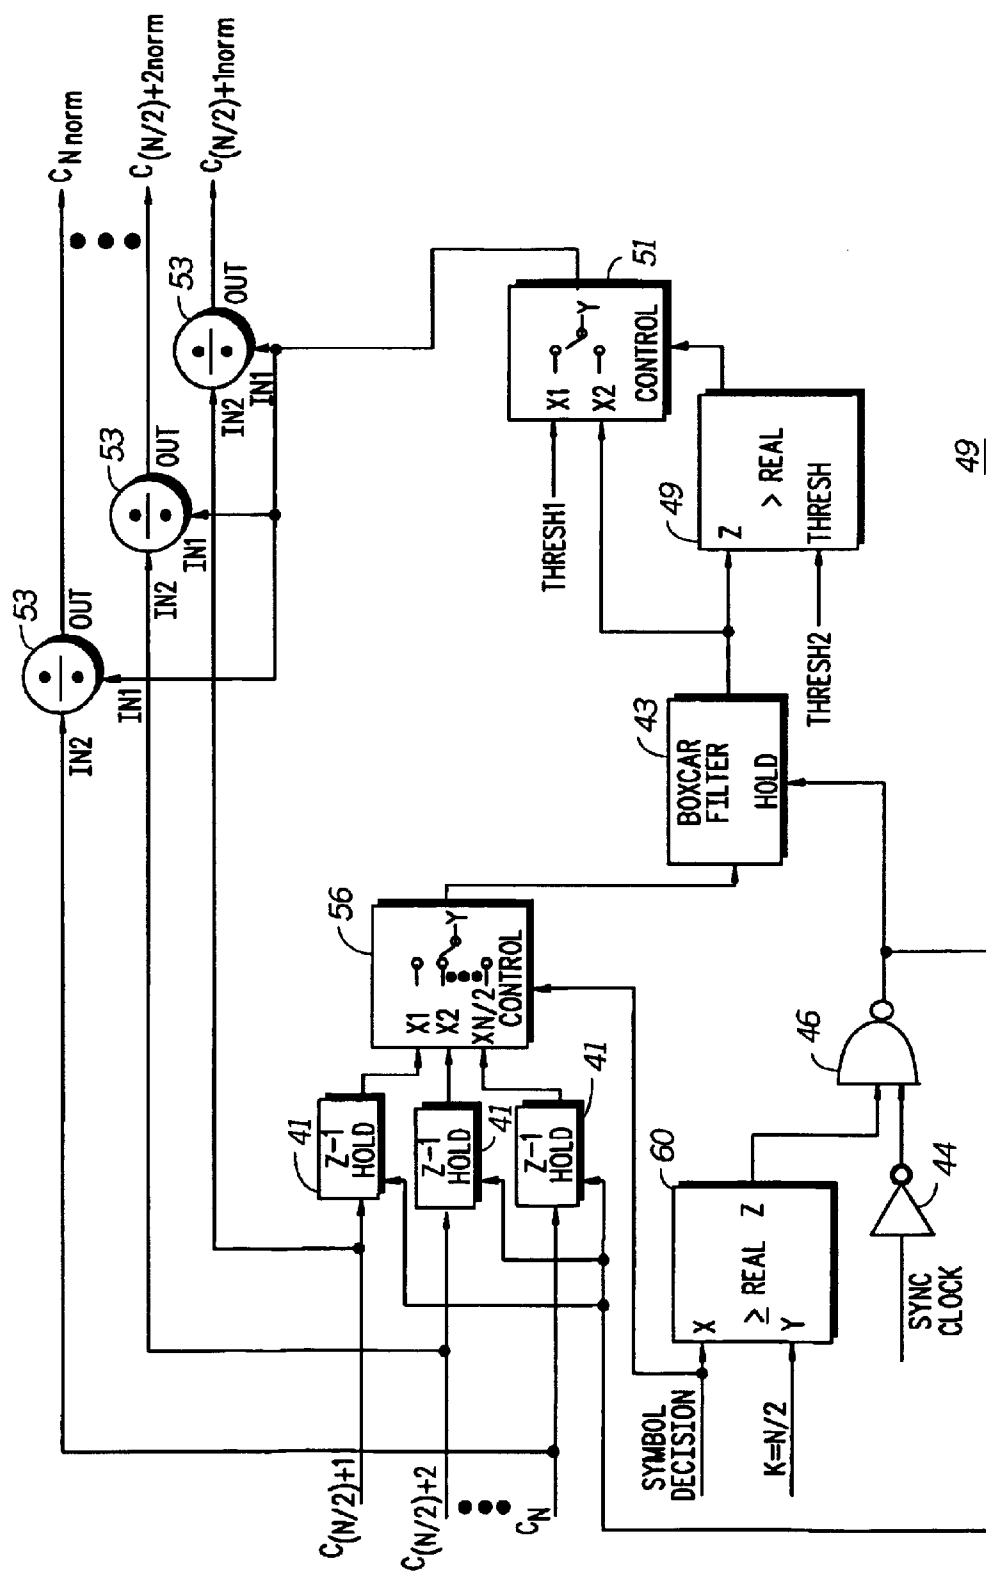 C_N norm
C_(N/2)+2norm
C_(N/2)+1norm
53
OUT
IN2
IN1
53
OUT
IN2
IN1
53
OUT
IN2
IN1
C_(N/2)+1
C_(N/2)+2
C_N
41
Z-1
HOLD
41
Z-1
HOLD
41
Z-1
HOLD
56
X1
X2
XN/2
Y
CONTROL
43
BOXCAR
FILTER
HOLD
THRESH1
51
X1
X2
Y
CONTROL
49
Z
> REAL
THRESH
THRESH2
SYMBOL
DECISION
K=N/2
60
X
≥ REAL Z
Y
SYNC
CLOCK
44
46
49